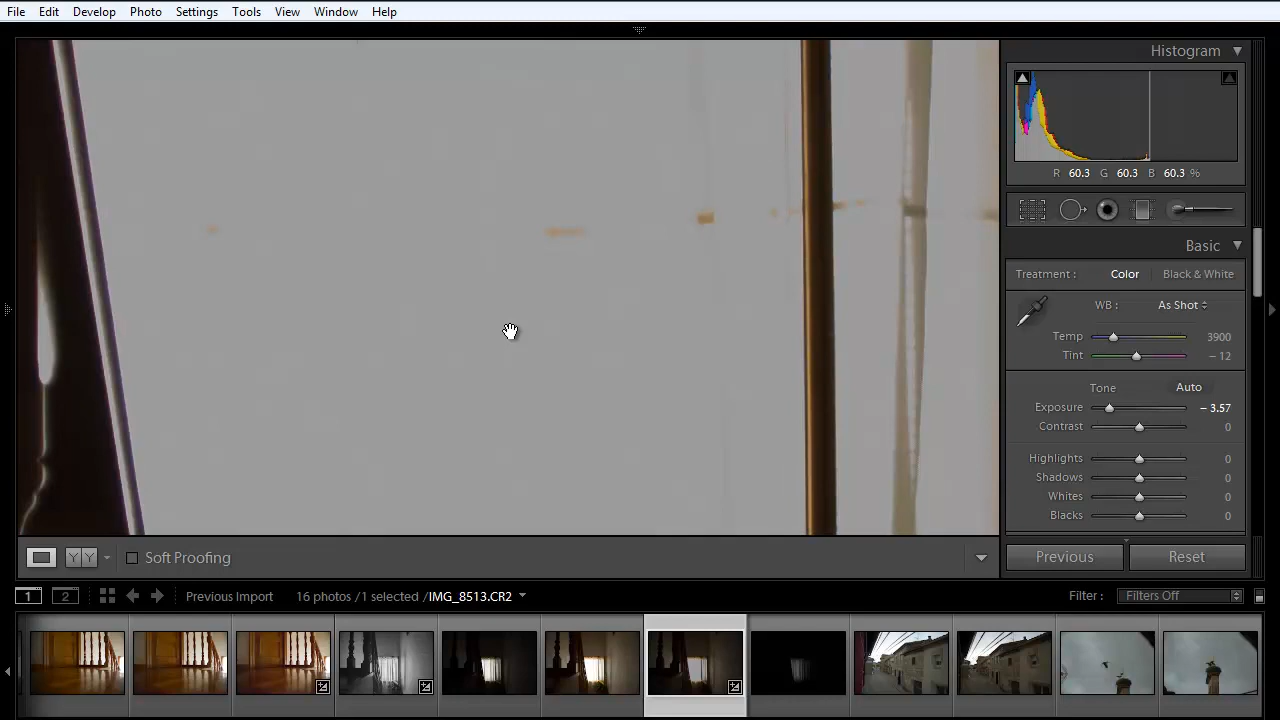 File Edit Develop Photo Settings Tools View Window Help
Histogram
R 60.3 G 60.3 B 60.3 %
Basic
Treatment : Color Black & White
WB : As Shot
Temp 3900
Tint – 12
Tone Auto
Exposure – 3.57
Contrast 0
Highlights 0
Shadows 0
Whites 0
Blacks 0
Y Y Soft Proofing
Previous Reset
1 2 Previous Import 16 photos /1 selected /IMG_8513.CR2 Filter : Filters Off